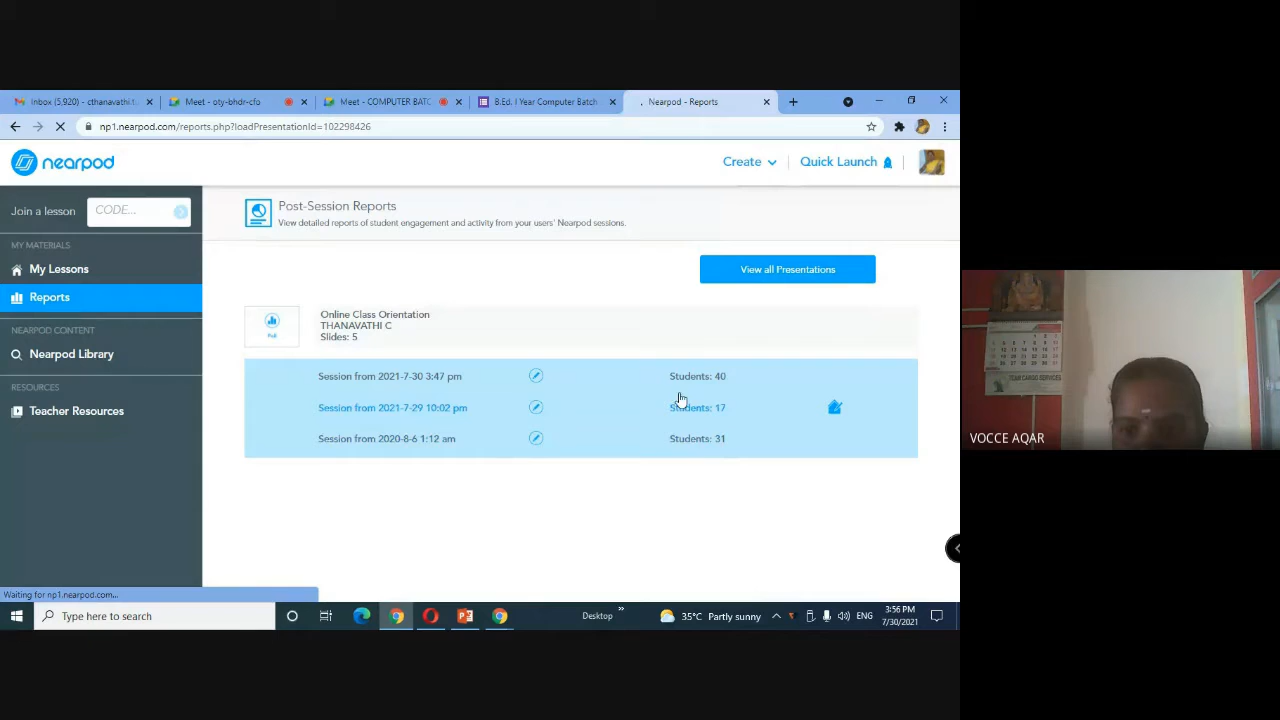 Inbox (5,920) - cthanavathi.t
Meet - oty-bhdr-cfo
Meet - COMPUTER BATC
B.Ed. I Year Computer Batch
Nearpod - Reports
np1.nearpod.com/reports.php?loadPresentationId=102298426
nearpod
Create
Quick Launch
Join a lesson
CODE...
Post-Session Reports
View detailed reports of student engagement and activity from your users' Nearpod sessions.
MY MATERIALS
My Lessons
Reports
NEARPOD CONTENT
Nearpod Library
RESOURCES
Teacher Resources
View all Presentations
Poll
Online Class Orientation
THANAVATHI C
Slides: 5
Session from 2021-7-30 3:47 pm
Students: 40
Session from 2021-7-29 10:02 pm
Students: 17
Session from 2020-8-6 1:12 am
Students: 31
Waiting for np1.nearpod.com...
Type here to search
Desktop
35°C Partly sunny
ENG
3:56 PM
7/30/2021
TEAM CARGO SERVICES
VOCCE AQAR